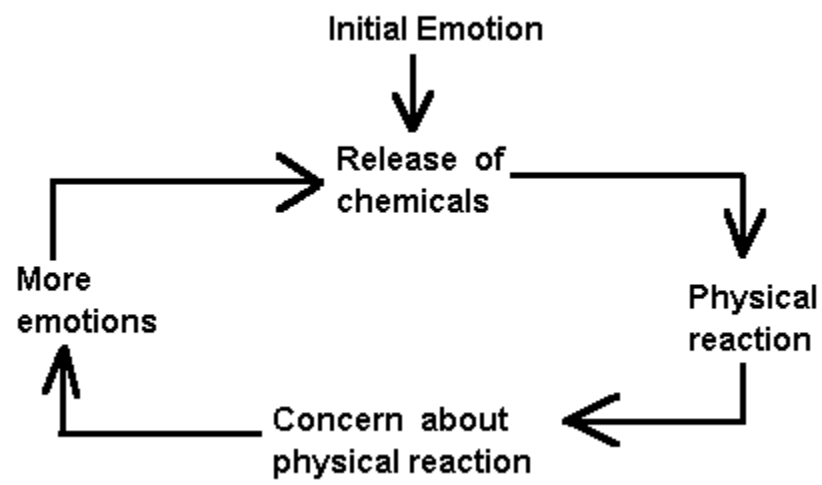 Initial Emotion
Release of
chemicals
Physical
reaction
Concern about
physical reaction
More
emotions